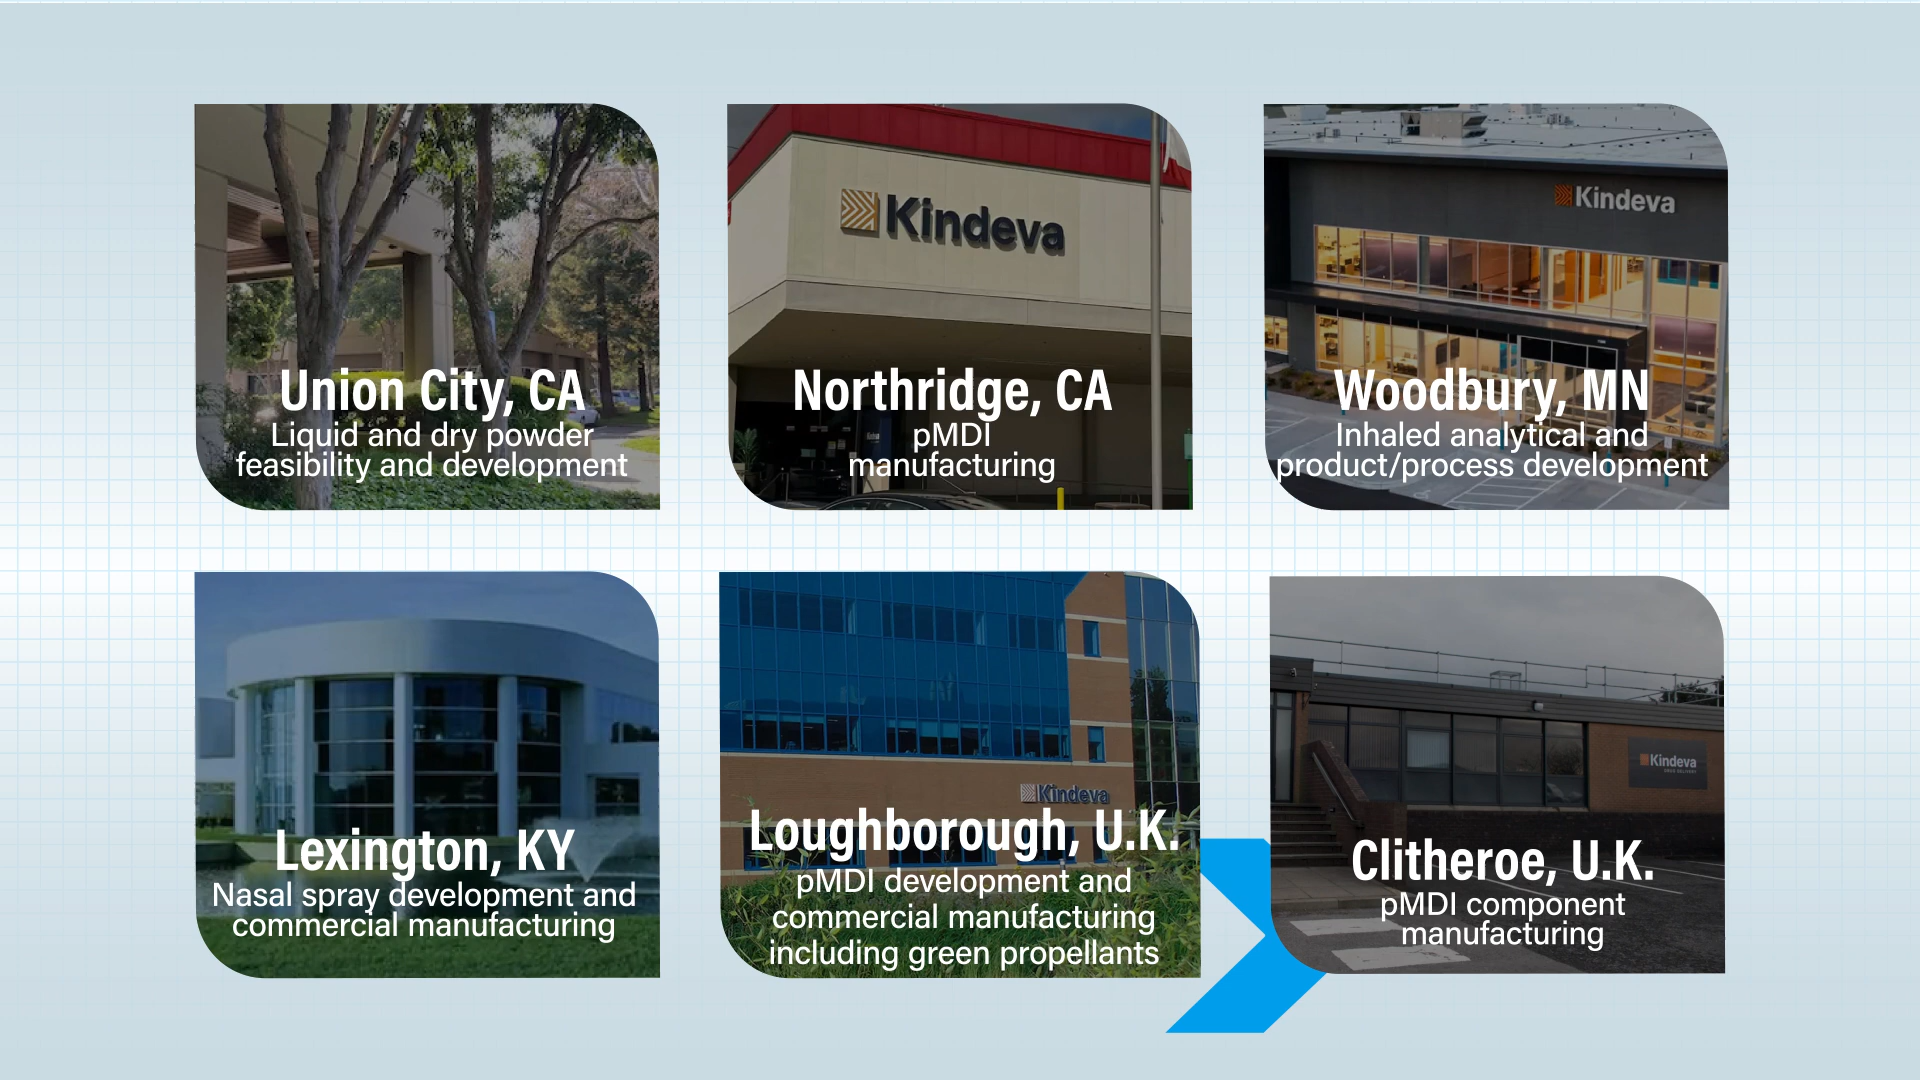 Kindeva
Kindeva
Union City, CA
Liquid and dry powder
feasibility and development
Northridge, CA
pMDI
manufacturing
Woodbury, MN
Inhaled analytical and
product/process development
Kindeva
Kindeva
DRUG DELIVERY
Lexington, KY
Nasal spray development and
commercial manufacturing
Loughborough, U.K.
pMDI development and
commercial manufacturing
including green propellants
Clitheroe, U.K.
pMDI component
manufacturing